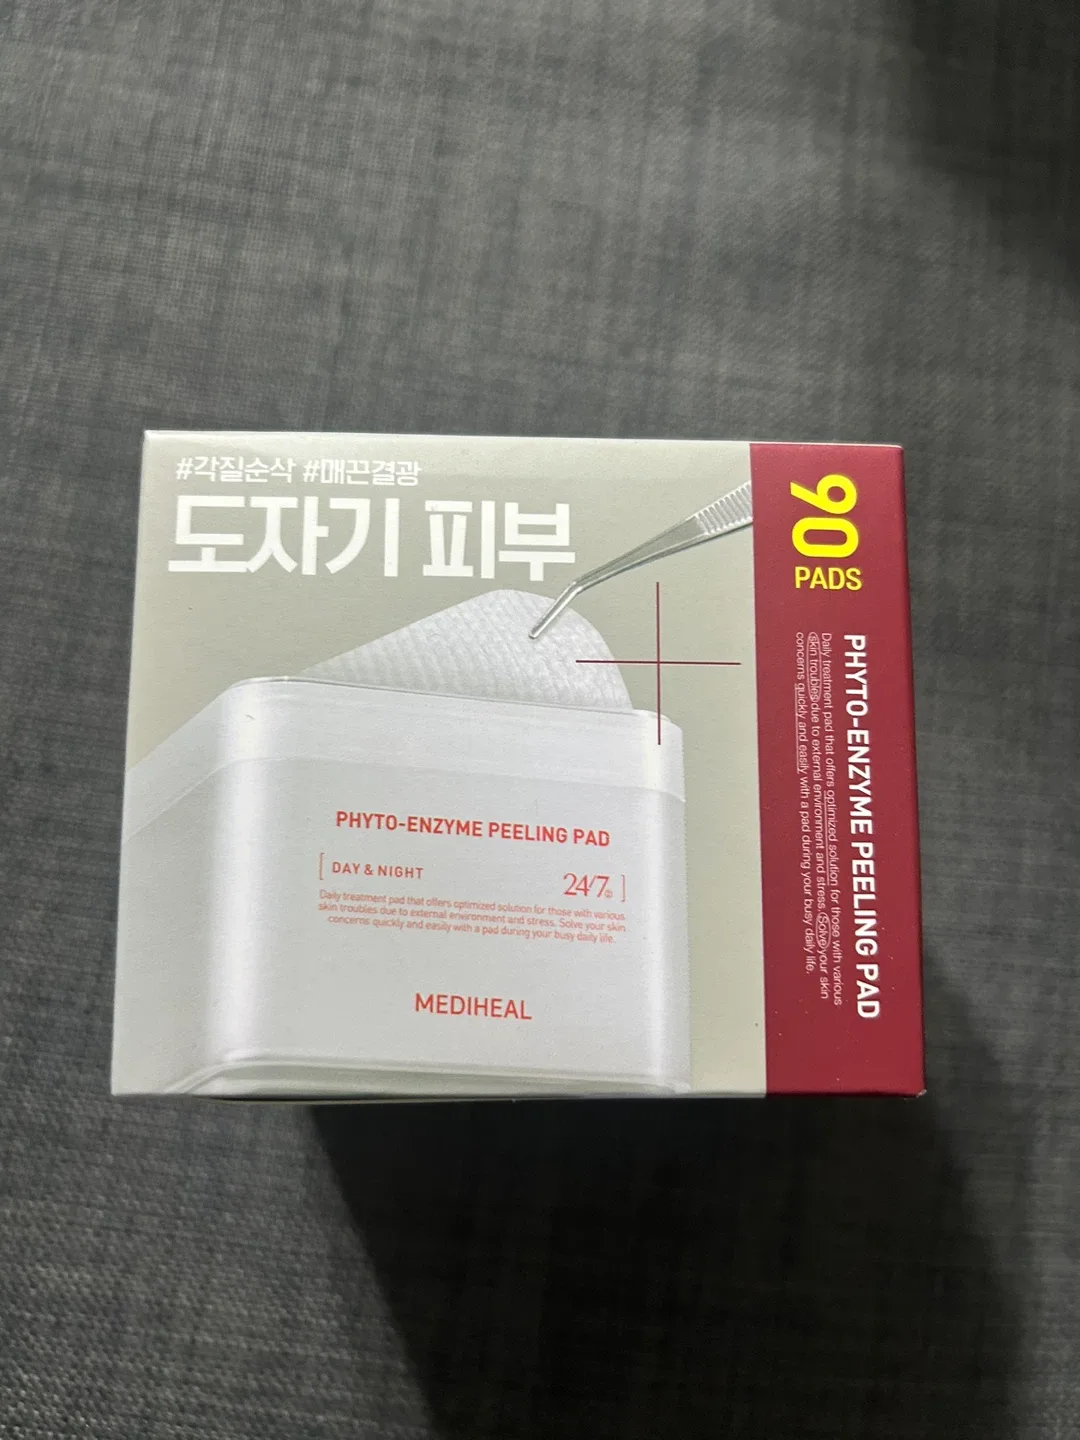 #각질순삭 #매끈결광
도자기 피부
PHYTO-ENZYME PEELING PAD
DAY & NIGHT
24/7
Daily treatment pad that offers optimized solution for those with various
skin troubles due to external environment and stress. Solve your skin
concerns quickly and easily with a pad during your busy daily life.
MEDIHEAL
90
PADS
PHYTO-ENZYME PEELING PAD
Daily treatment pad that offers optimized solution for those with various
skin troubles due to external environment and stress. Solve your skin
concerns quickly and easily with a pad during your busy daily life.